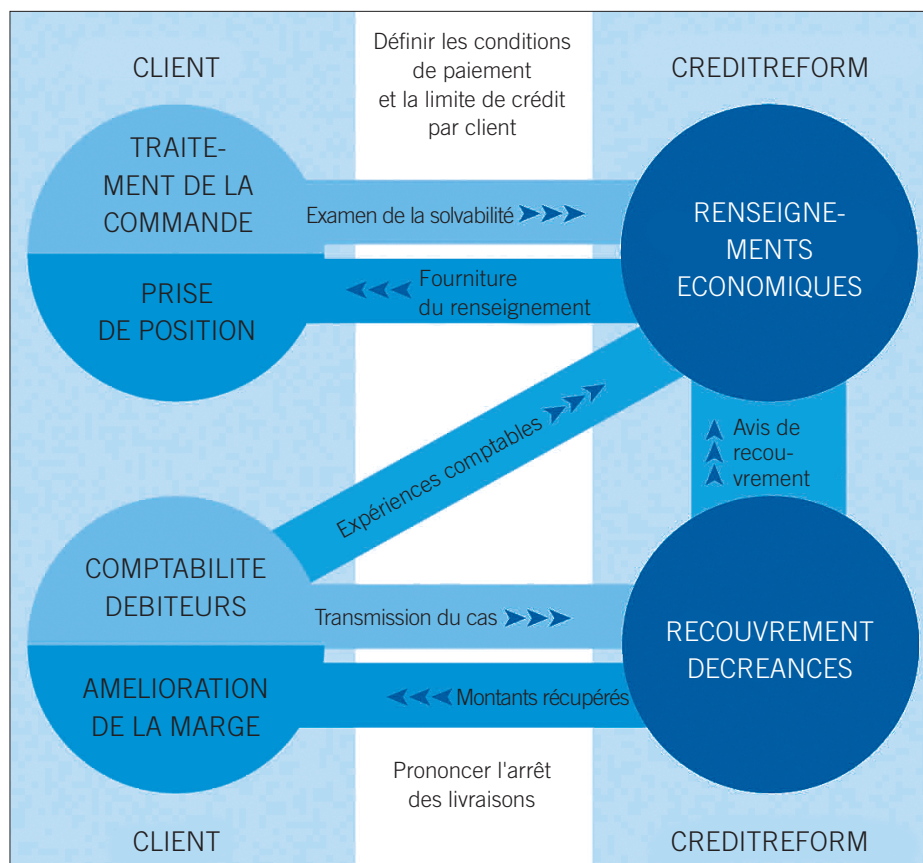 CLIENT
Définir les conditions
de paiement
et la limite de crédit
par client
CREDITREFORM
TRAITE-
MENT DE LA
COMMANDE
Examen de la solvabilité
RENSEIGNE-
MENTS
ECONOMIQUES
PRISE
DE POSITION
Fourniture
du renseignement
Expériences comptables
Avis de
recou-
vrement
COMPTABILITE
DEBITEURS
Transmission du cas
RECOUVREMENT
DECREANCES
AMELIORATION
DE LA MARGE
Montants récupérés
Prononcer l'arrêt
des livraisons
CLIENT
CREDITREFORM